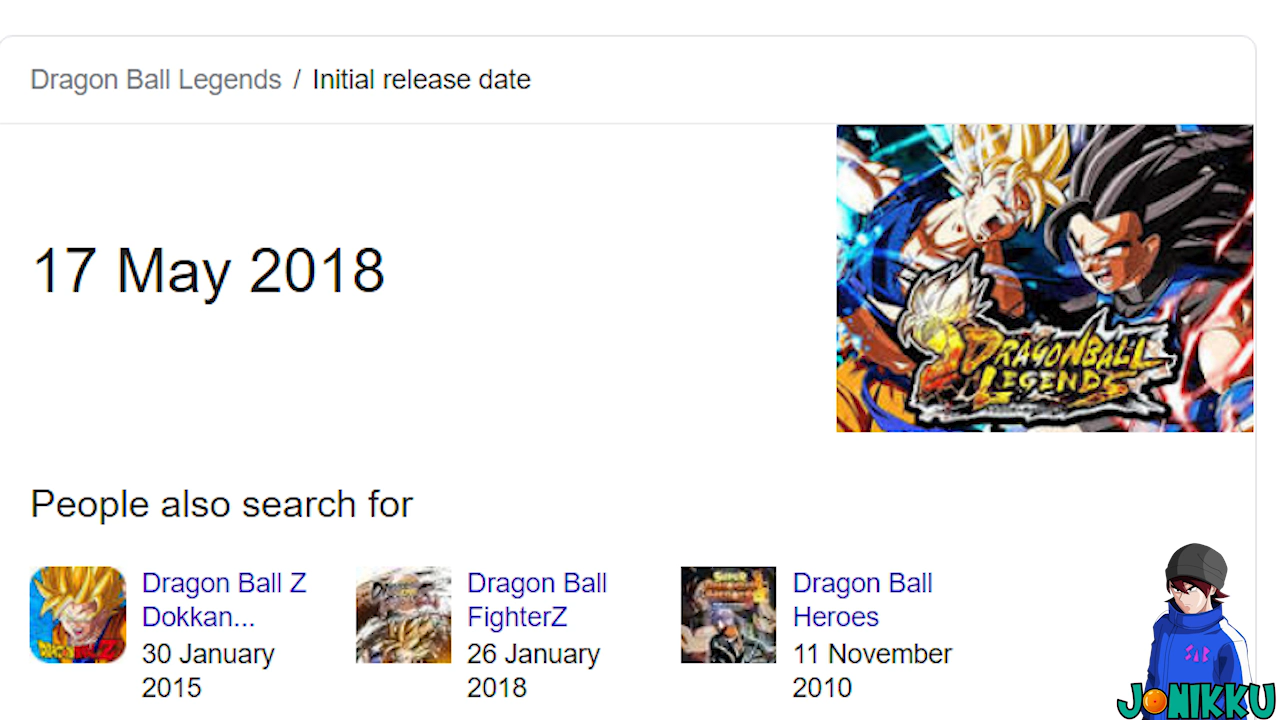 Dragon Ball Legends / Initial release date
17 May 2018
DRAGONBALL
LEGENDS
People also search for
Dragon Ball Z
Dokkan...
30 January
2015
Dragon Ball
FighterZ
26 January
2018
Dragon Ball
Heroes
11 November
2010
JONIKKU